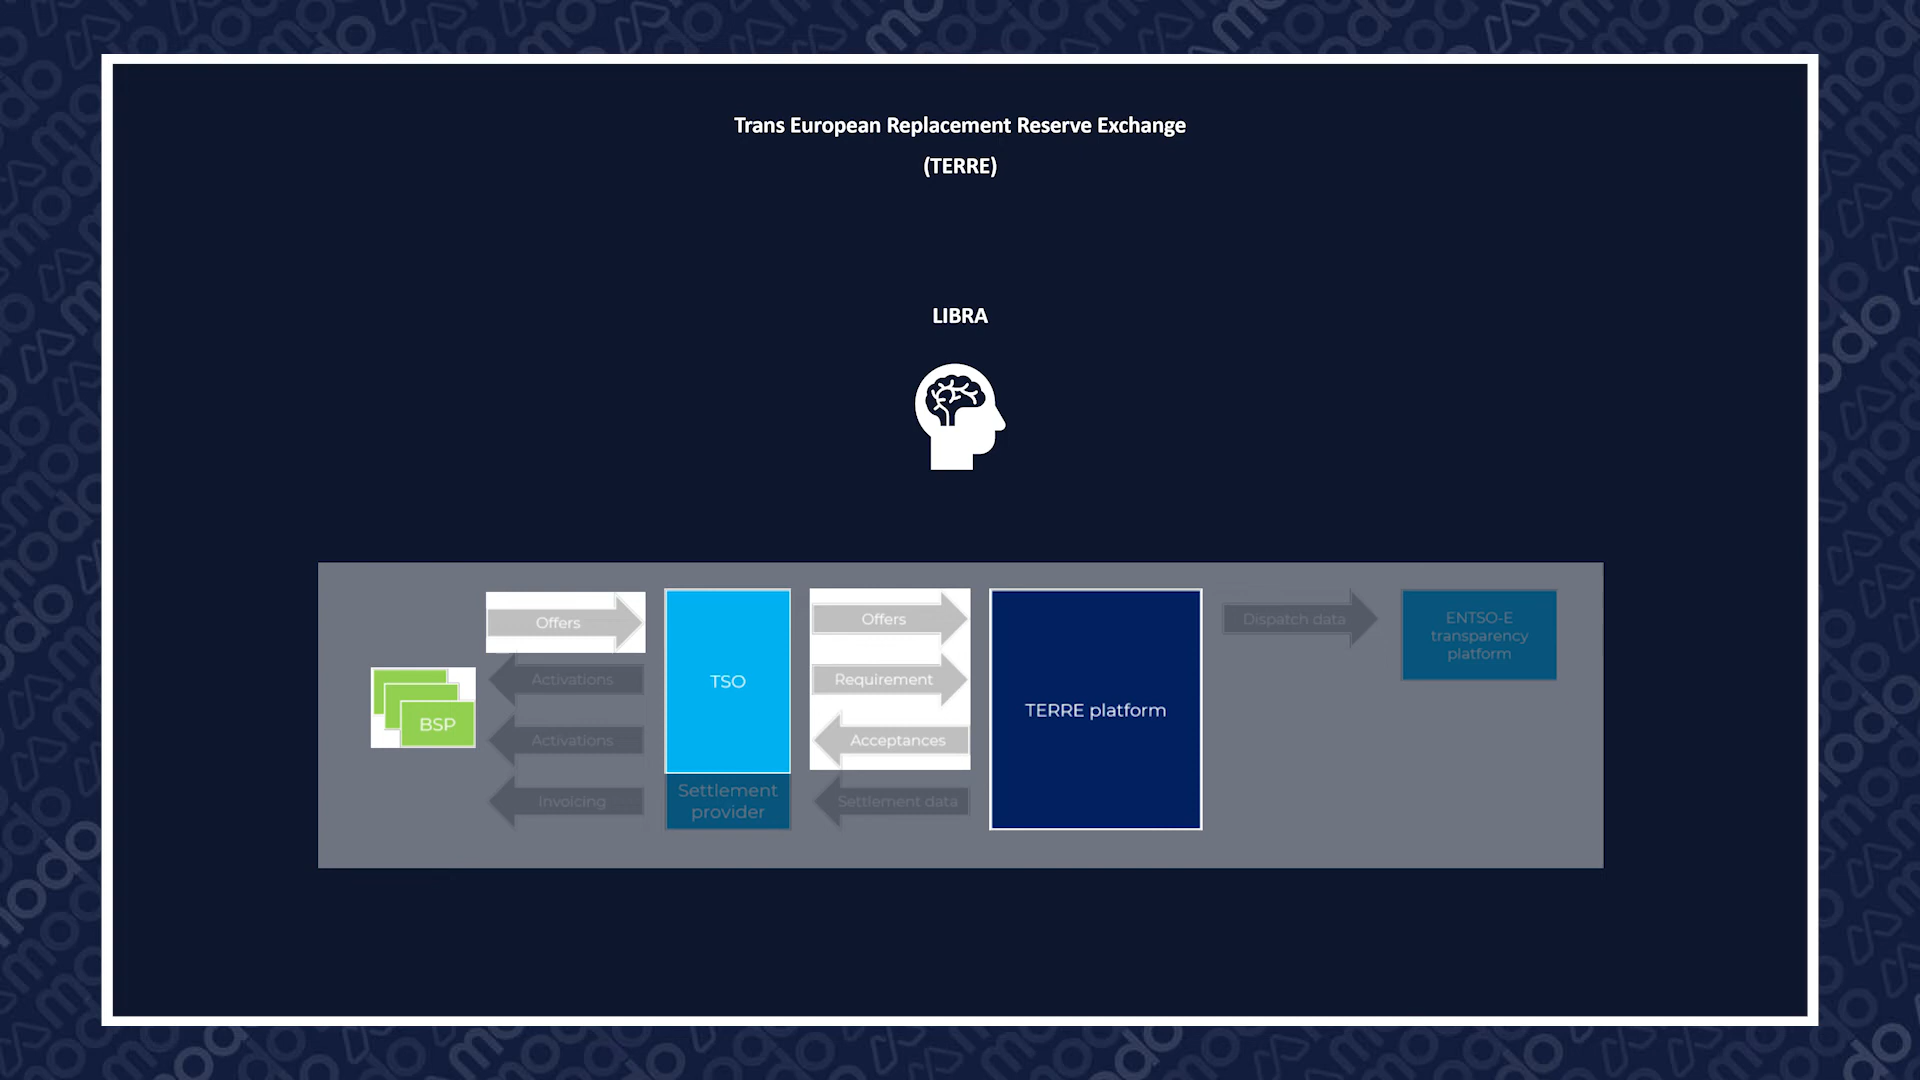 Trans European Replacement Reserve Exchange
(TERRE)
LIBRA
Offers
Activations
Activations
Invoicing
BSP
TSO
Settlement
provider
Offers
Requirement
Acceptances
Settlement data
TERRE platform
Dispatch data
ENTSO-E
transparency
platform